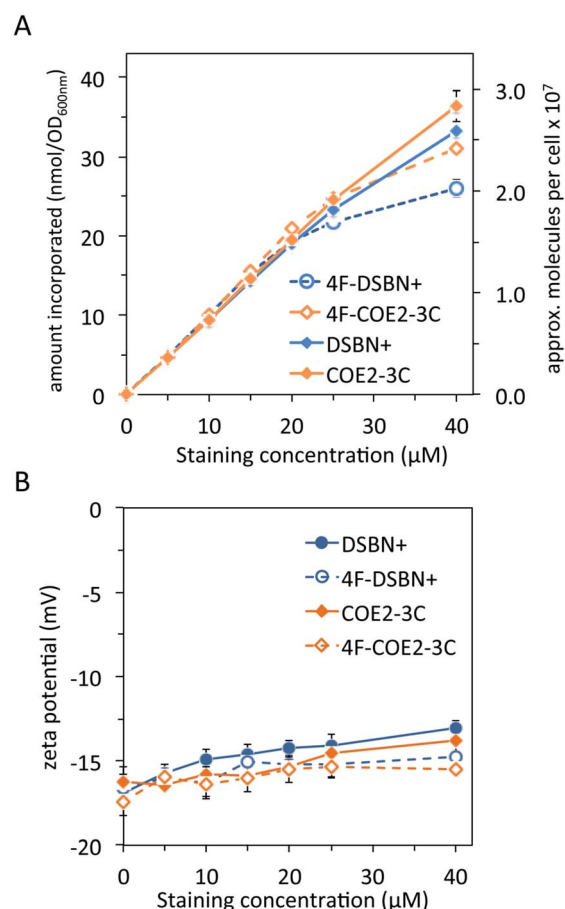 A
amount incorporated (nmol/OD600nm)
40
30
20
10
0
3.0
2.0
1.0
0.0
approx. molecules per cell x 10⁷
4F-DSBN+
4F-COE2-3C
DSBN+
COE2-3C
0 10 20 30 40
Staining concentration (μM)
B
zeta potential (mV)
0
-5
-10
-15
-20
DSBN+
4F-DSBN+
COE2-3C
4F-COE2-3C
0 10 20 30 40
Staining concentration (μM)